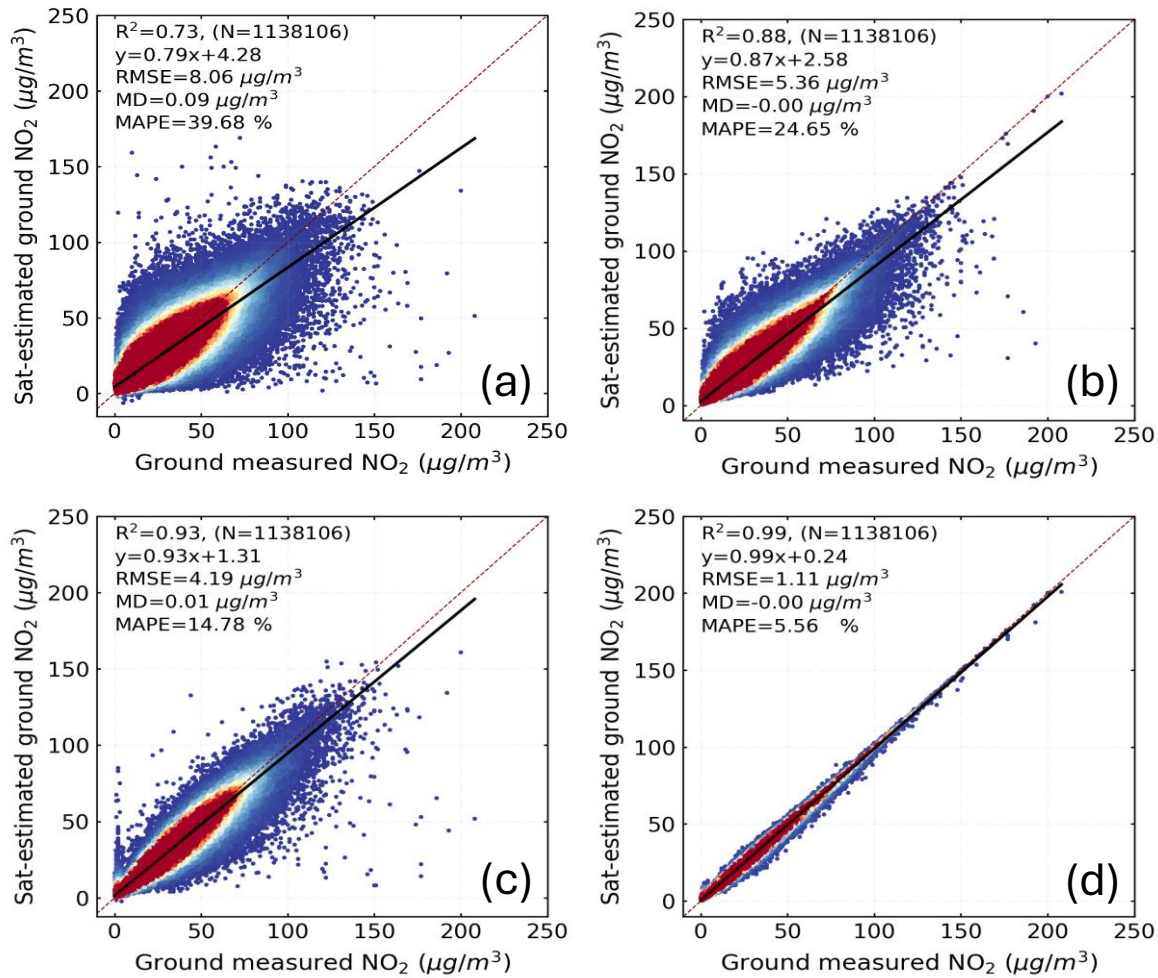 R²=0.73, (N=1138106)
y=0.79x+4.28
RMSE=8.06 μg/m³
MD=0.09 μg/m³
MAPE=39.68 %
250
200
150
100
50
0
Sat-estimated ground NO₂ (μg/m³)
0 50 100 150 200 250
Ground measured NO₂ (μg/m³)
(a)
R²=0.88, (N=1138106)
y=0.87x+2.58
RMSE=5.36 μg/m³
MD=-0.00 μg/m³
MAPE=24.65 %
250
200
150
100
50
0
Sat-estimated ground NO₂ (μg/m³)
0 50 100 150 200 250
Ground measured NO₂ (μg/m³)
(b)
R²=0.93, (N=1138106)
y=0.93x+1.31
RMSE=4.19 μg/m³
MD=0.01 μg/m³
MAPE=14.78 %
250
200
150
100
50
0
Sat-estimated ground NO₂ (μg/m³)
0 50 100 150 200 250
Ground measured NO₂ (μg/m³)
(c)
R²=0.99, (N=1138106)
y=0.99x+0.24
RMSE=1.11 μg/m³
MD=-0.00 μg/m³
MAPE=5.56 %
250
200
150
100
50
0
Sat-estimated ground NO₂ (μg/m³)
0 50 100 150 200 250
Ground measured NO₂ (μg/m³)
(d)